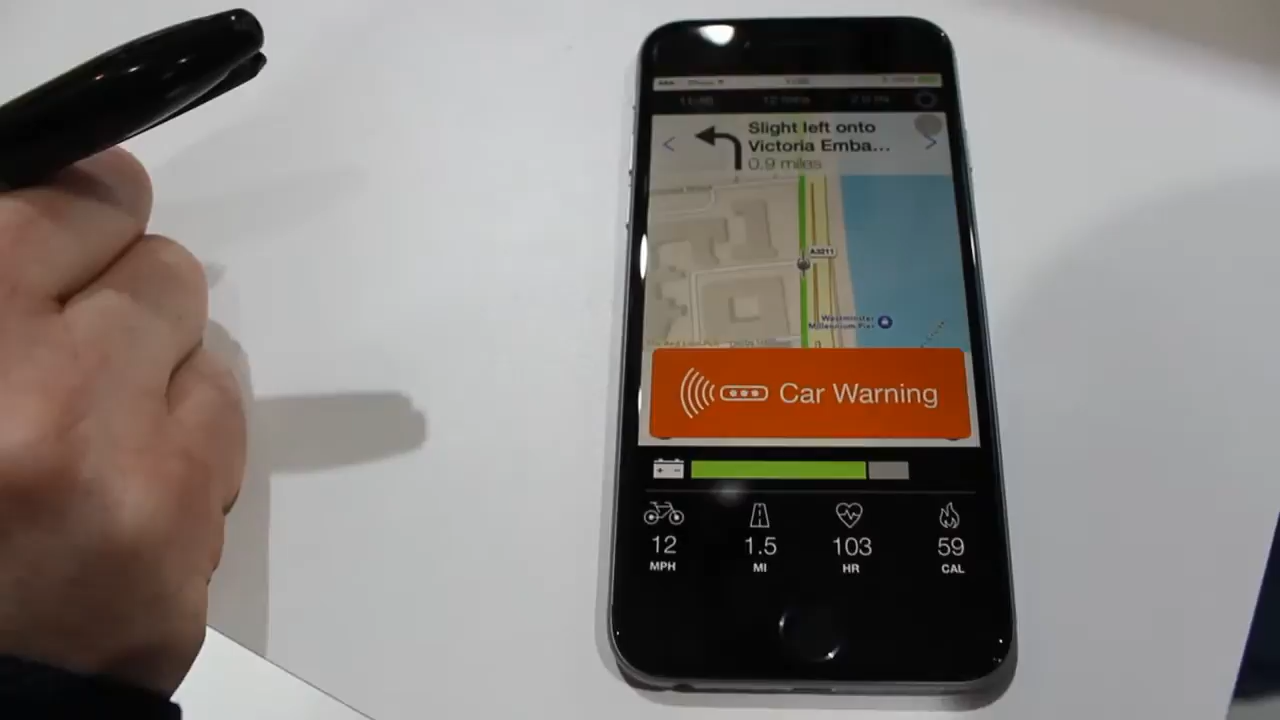 Slight left onto
Victoria Emba...
0.9 miles
A3211
Westminster
Millennium Pier
Car Warning
12
MPH
1.5
MI
103
HR
59
CAL